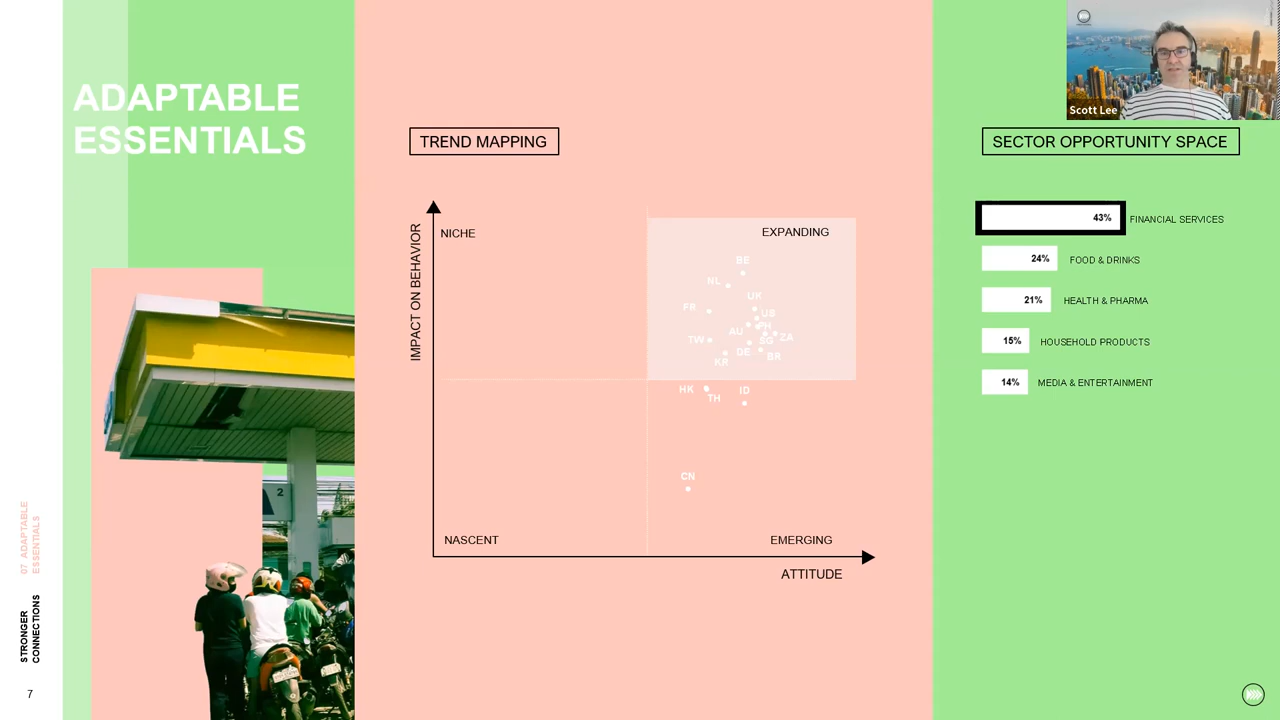 ADAPTABLE
ESSENTIALS
TREND MAPPING
SECTOR OPPORTUNITY SPACE
Scott Lee
IMPACT ON BEHAVIOR
NICHE
EXPANDING
BE
NL
UK
FR
US
PH
AU
ZA
TW
SG
DE
BR
KR
HK
TH
ID
CN
NASCENT
EMERGING
ATTITUDE
43% FINANCIAL SERVICES
24% FOOD & DRINKS
21% HEALTH & PHARMA
15% HOUSEHOLD PRODUCTS
14% MEDIA & ENTERTAINMENT
2
07 ADAPTABLE
ESSENTIALS
STRONGER
CONNECTIONS
7